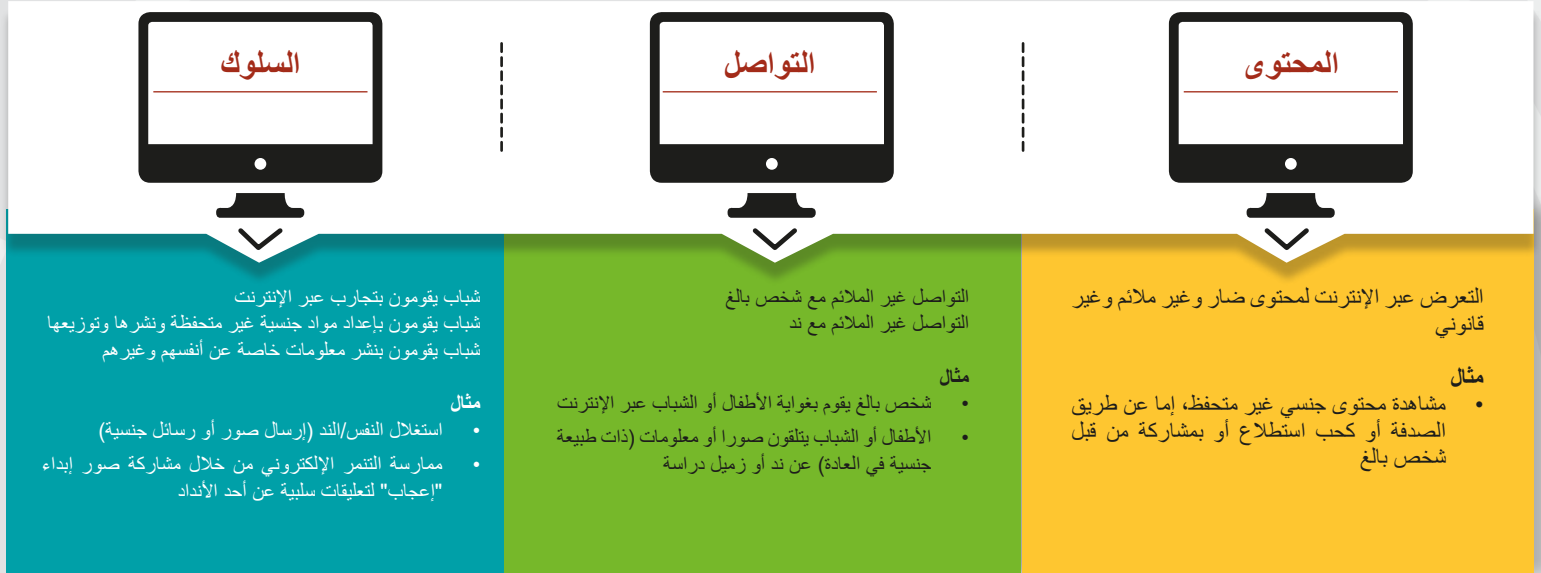 المحتوى
التعرض عبر الإنترنت لمحتوى ضار وغير ملائم وغير
قانوني
مثال
• مشاهدة محتوى جنسي غير متحفظ، إما عن طريق
الصدفة أو كحب استطلاع أو بمشاركة من قبل
شخص بالغ
التواصل
التواصل غير الملائم مع شخص بالغ
التواصل غير الملائم مع ند
مثال
• شخص بالغ يقوم بغواية الأطفال أو الشباب عبر الإنترنت
• الأطفال أو الشباب يتلقون صورا أو معلومات (ذات طبيعة
جنسية في العادة) عن ند أو زميل دراسة
السلوك
شباب يقومون بتجارب عبر الإنترنت
شباب يقومون بإعداد مواد جنسية غير متحفظة ونشرها وتوزيعها
شباب يقومون بنشر معلومات خاصة عن أنفسهم وغيرهم
مثال
• استغلال النفس/الند (إرسال صور أو رسائل جنسية)
• ممارسة التنمر الإلكتروني من خلال مشاركة صور إبداء
"إعجاب" لتعليقات سلبية عن أحد الأنداد